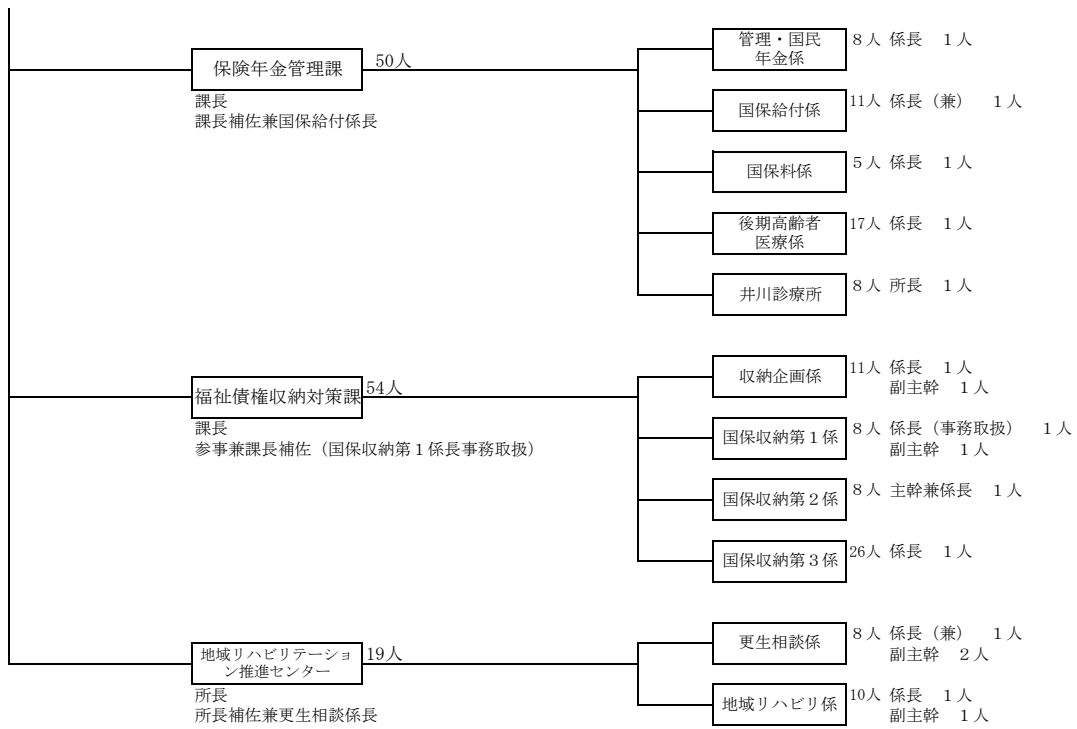 保険年金管理課
50人
課長
課長補佐兼国保給付係長
管理・国民
年金係
8人 係長 1人
国保給付係
11人 係長(兼) 1人
国保料係
5人 係長 1人
後期高齢者
医療係
17人 係長 1人
井川診療所
8人 所長 1人
福祉債権収納対策課
54人
課長
参事兼課長補佐(国保収納第1係長事務取扱)
収納企画係
11人 係長 1人
副主幹 1人
国保収納第1係
8人 係長(事務取扱) 1人
副主幹 1人
国保収納第2係
8人 主幹兼係長 1人
国保収納第3係
26人 係長 1人
地域リハビリテーショ
ン推進センター
19人
所長
所長補佐兼更生相談係長
更生相談係
8人 係長(兼) 1人
副主幹 2人
地域リハビリ係
10人 係長 1人
副主幹 1人